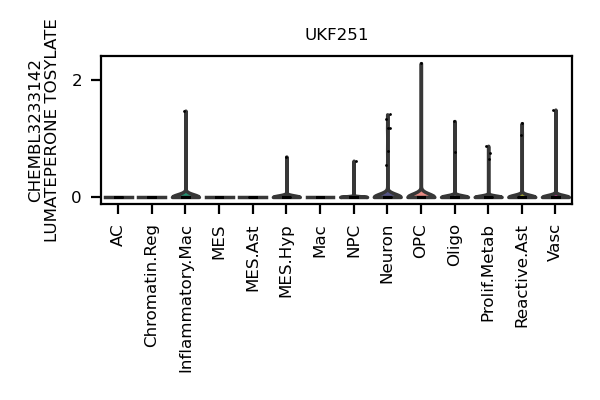 UKF251
CHEMBL3233142
LUMATEPERONE TOSYLATE
2
0
AC
Chromatin.Reg
Inflammatory.Mac
MES
MES.Ast
MES.Hyp
Mac
NPC
Neuron
OPC
Oligo
Prolif.Metab
Reactive.Ast
Vasc